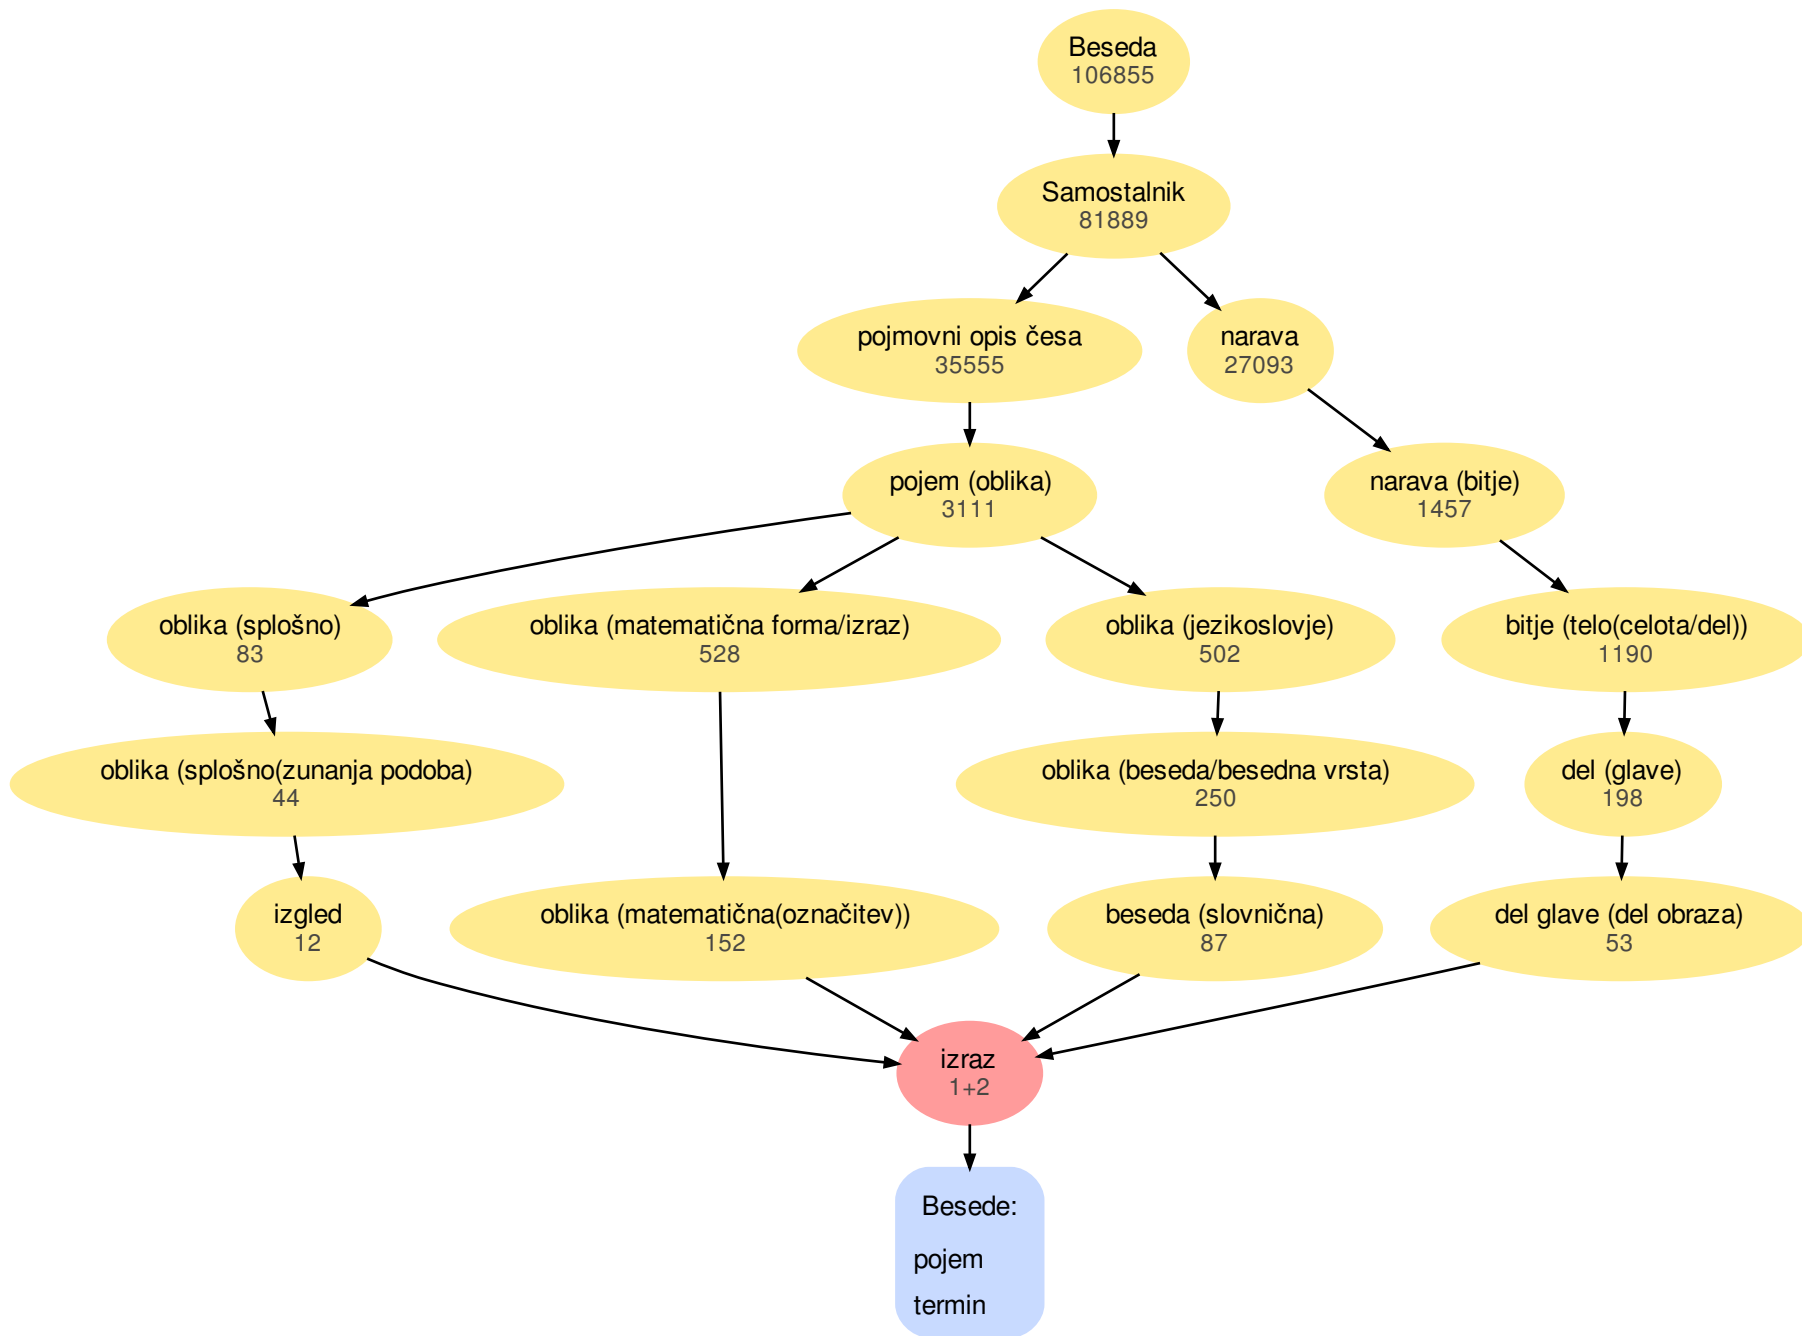 Beseda
106855
Samostalnik
81889
pojmovni opis česa
35555
narava
27093
pojem (oblika)
3111
narava (bitje)
1457
oblika (splošno)
83
oblika (matematična forma/izraz)
528
oblika (jezikoslovje)
502
bitje (telo(celota/del))
1190
oblika (splošno(zunanja podoba)
44
oblika (beseda/besedna vrsta)
250
del (glave)
198
izgled
12
oblika (matematična(označitev))
152
beseda (slovnična)
87
del glave (del obraza)
53
izraz
1+2
Besede:
pojem
termin